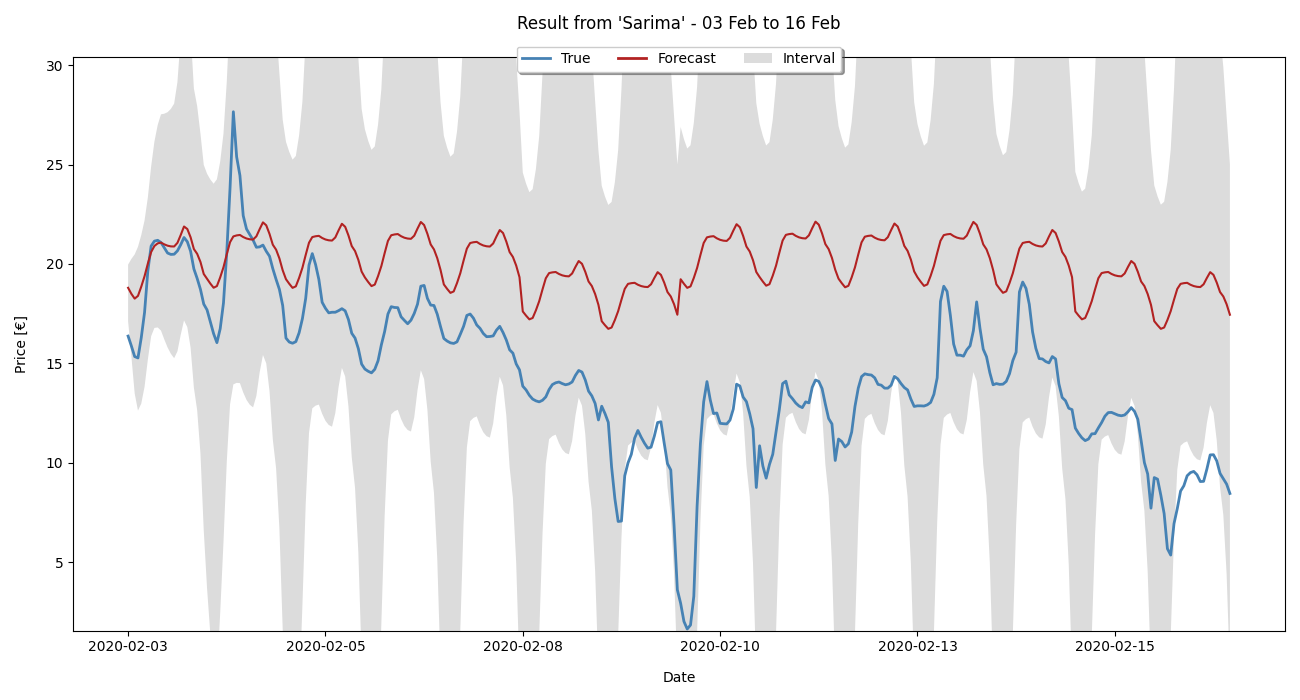 Result from 'Sarima' - 03 Feb to 16 Feb
True Forecast Interval
30
25
20
15
10
5
Price [€]
2020-02-03 2020-02-05 2020-02-08 2020-02-10 2020-02-13 2020-02-15
Date